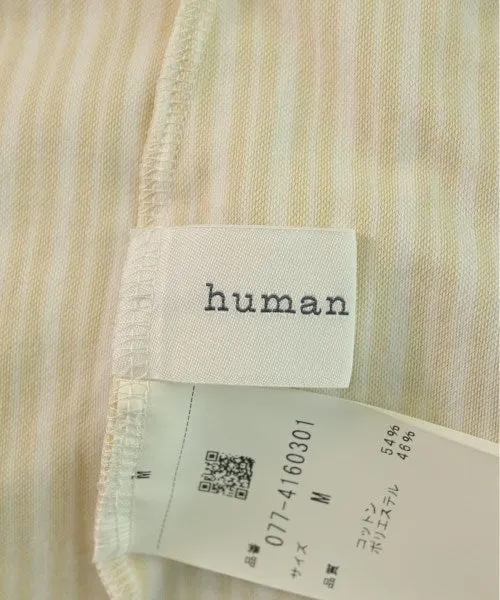 human
M
品番 077-4160301
サイズ M
品質 コットン 54%
ポリエステル 46%